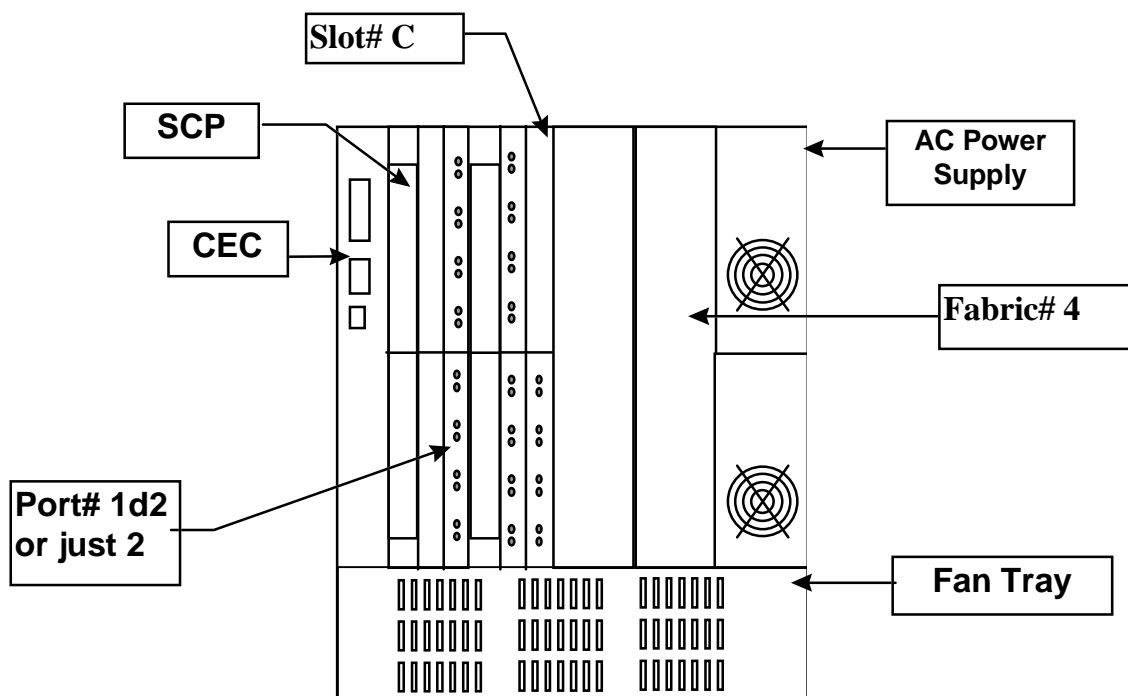 Slot# C
SCP
AC Power
Supply
CEC
Fabric# 4
Port# 1d2
or just 2
Fan Tray